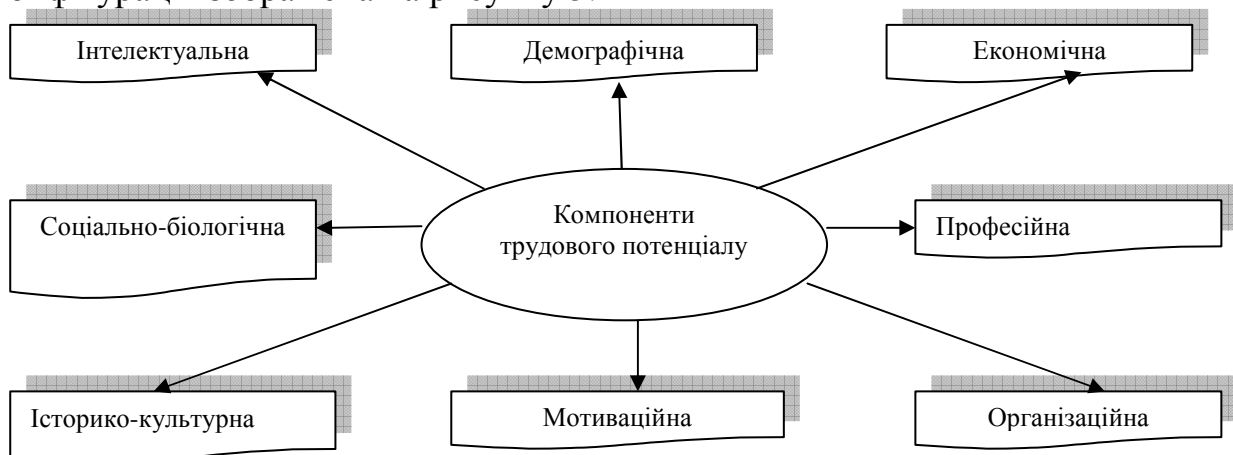 Інтелектуальна
Демографічна
Економічна
Соціально-біологічна
Компоненти
трудового потенціалу
Професійна
Історико-культурна
Мотиваційна
Організаційна